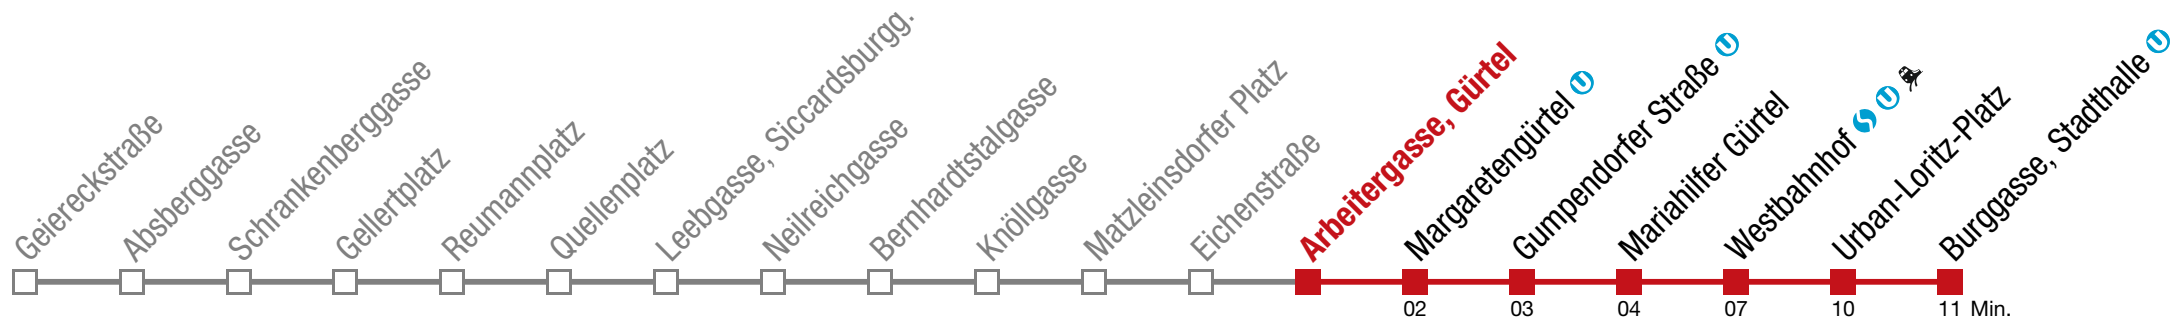 Geiereckstraße
Absberggasse
Schrankenberggasse
Gellertplatz
Reumannplatz
Quellenplatz
Leebgasse, Siccardsburgg.
Neilreichgasse
Bernhardtstalgasse
Knöllgasse
Matzleinsdorfer Platz
Eichenstraße
Arbeitergasse, Gürtel
Margaretengürtel U
Gumpendorfer Straße U
Mariahilfer Gürtel
Westbahnhof S U
Urban-Loritz-Platz
Burggasse, Stadthalle U
02 03 04 07 10 11 Min.